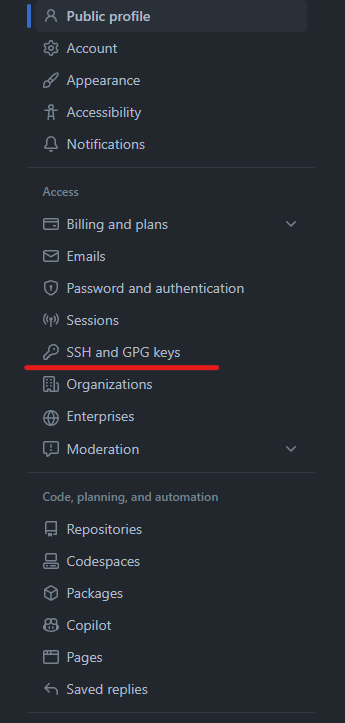 Public profile
Account
Appearance
Accessibility
Notifications
Access
Billing and plans
Emails
Password and authentication
Sessions
SSH and GPG keys
Organizations
Enterprises
Moderation
Code, planning, and automation
Repositories
Codespaces
Packages
Copilot
Pages
Saved replies